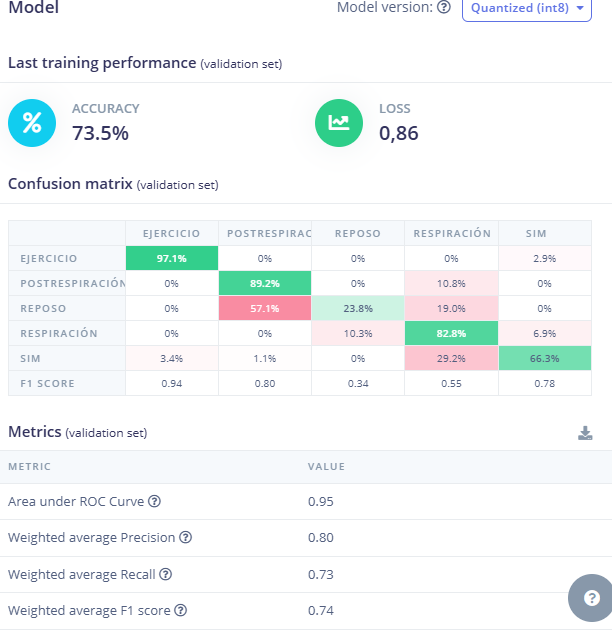 Model
Model version: Quantized (int8)
Last training performance (validation set)
%
ACCURACY
73.5%
LOSS
0,86
Confusion matrix (validation set)
EJERCICIO POSTRESPIRAC REPOSO RESPIRACIÓN SIM
EJERCICIO 97.1% 0% 0% 0% 2.9%
POSTRESPIRACIÓN 0% 89.2% 0% 10.8% 0%
REPOSO 0% 57.1% 23.8% 19.0% 0%
RESPIRACIÓN 0% 0% 10.3% 82.8% 6.9%
SIM 3.4% 1.1% 0% 29.2% 66.3%
F1 SCORE 0.94 0.80 0.34 0.55 0.78
Metrics (validation set)
METRIC VALUE
Area under ROC Curve ? 0.95
Weighted average Precision ? 0.80
Weighted average Recall ? 0.73
Weighted average F1 score ? 0.74
?